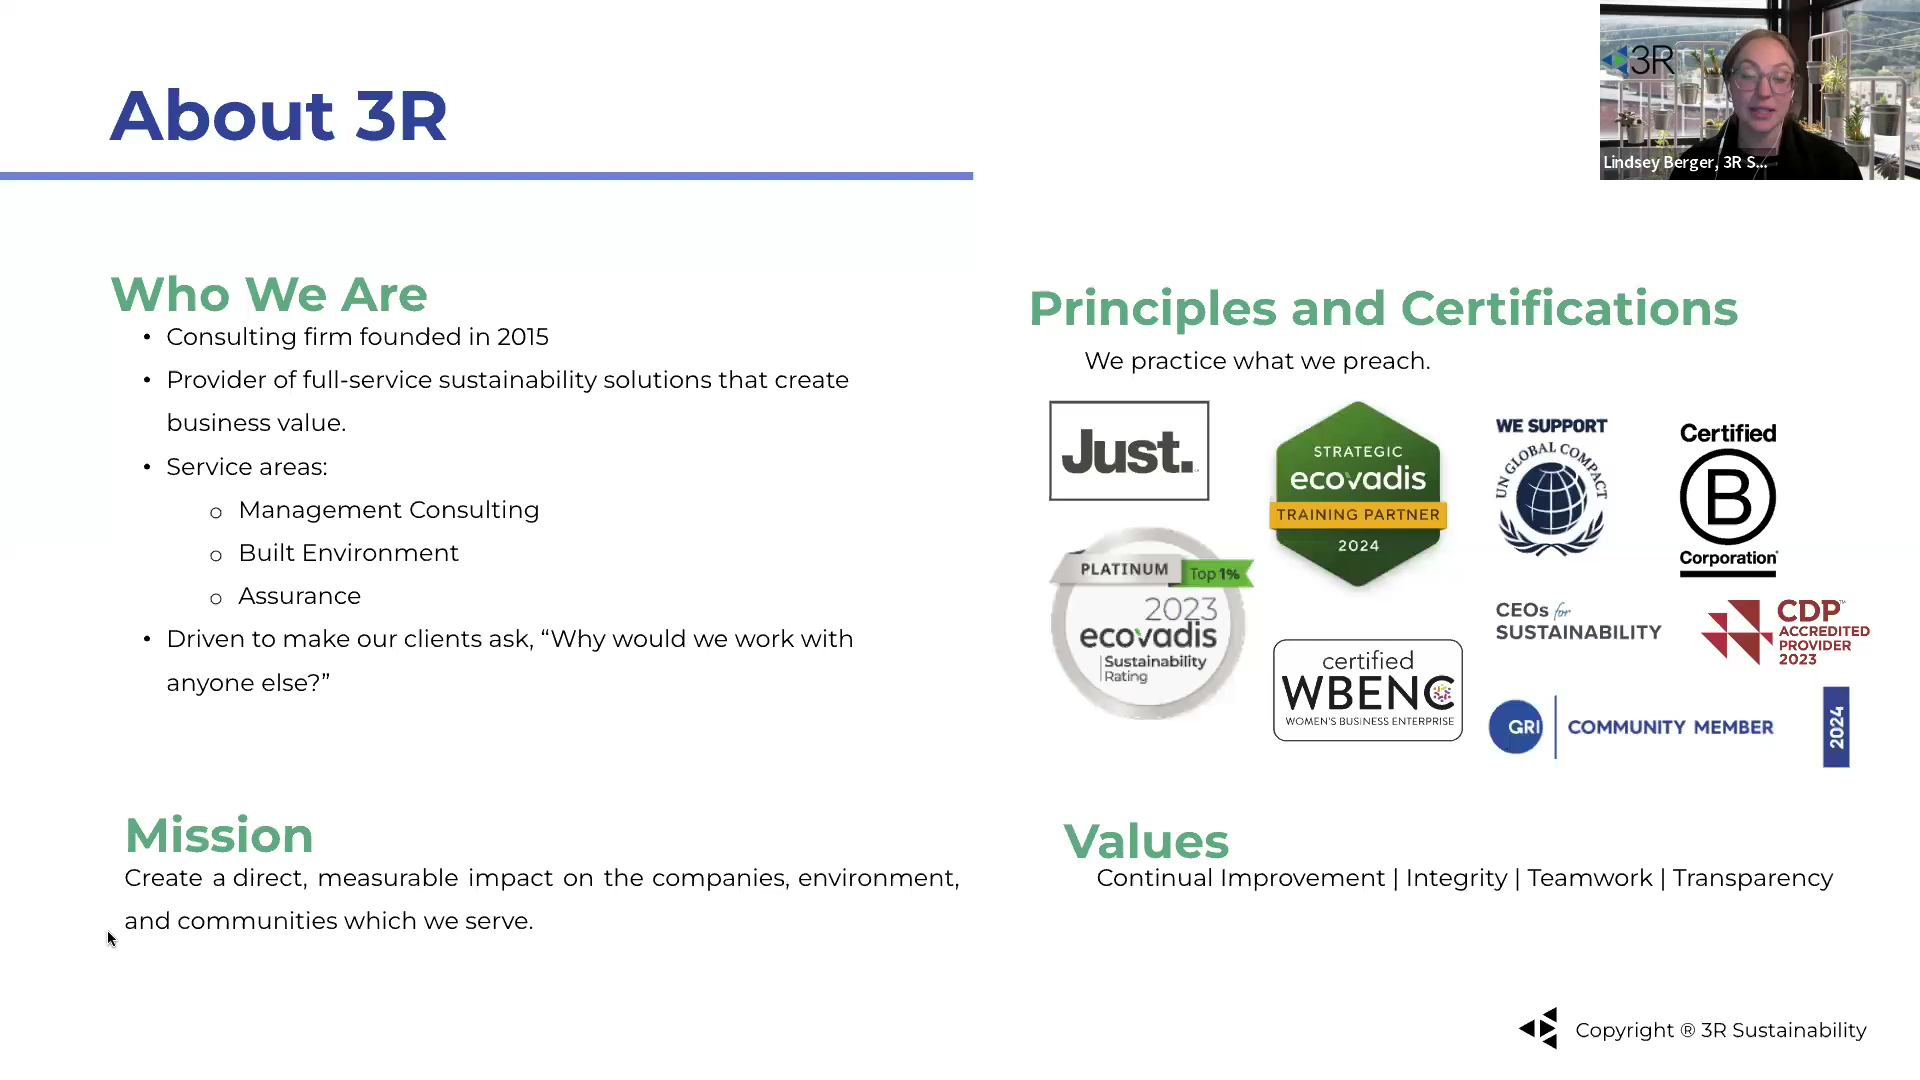 About 3R
3R
Lindsey Berger, 3R S...
Who We Are
• Consulting firm founded in 2015
• Provider of full-service sustainability solutions that create
business value.
• Service areas:
o Management Consulting
o Built Environment
o Assurance
• Driven to make our clients ask, “Why would we work with
anyone else?”
Principles and Certifications
We practice what we preach.
Just.
STRATEGIC
ecovadis
TRAINING PARTNER
2024
WE SUPPORT
UN GLOBAL COMPACT
Certified
B
Corporation
PLATINUM Top 1%
2023
ecovadis
Sustainability
Rating
certified
WBENC
WOMEN'S BUSINESS ENTERPRISE
CEOs for
SUSTAINABILITY
CDP™
ACCREDITED
PROVIDER
2023
GRI COMMUNITY MEMBER 2024
Mission
Create a direct, measurable impact on the companies, environment,
and communities which we serve.
Values
Continual Improvement | Integrity | Teamwork | Transparency
Copyright ® 3R Sustainability